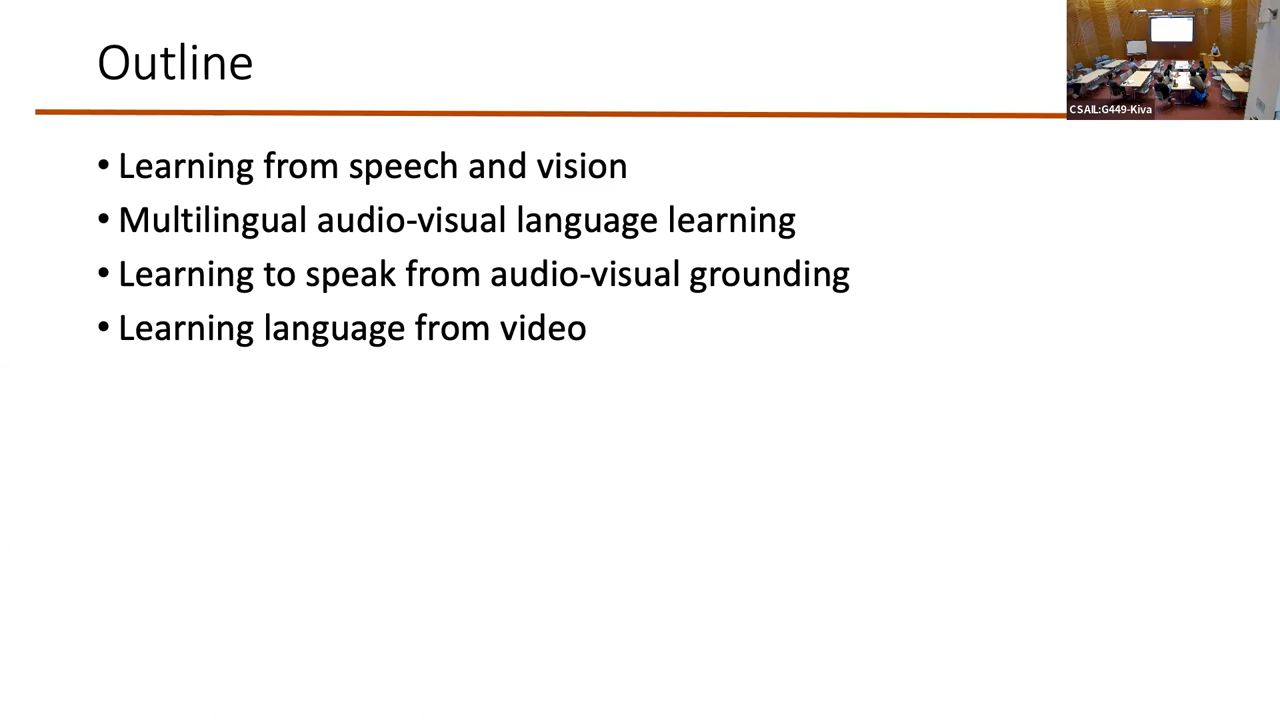 Outline
CSAIL:G449-Kiva
• Learning from speech and vision
• Multilingual audio-visual language learning
• Learning to speak from audio-visual grounding
• Learning language from video